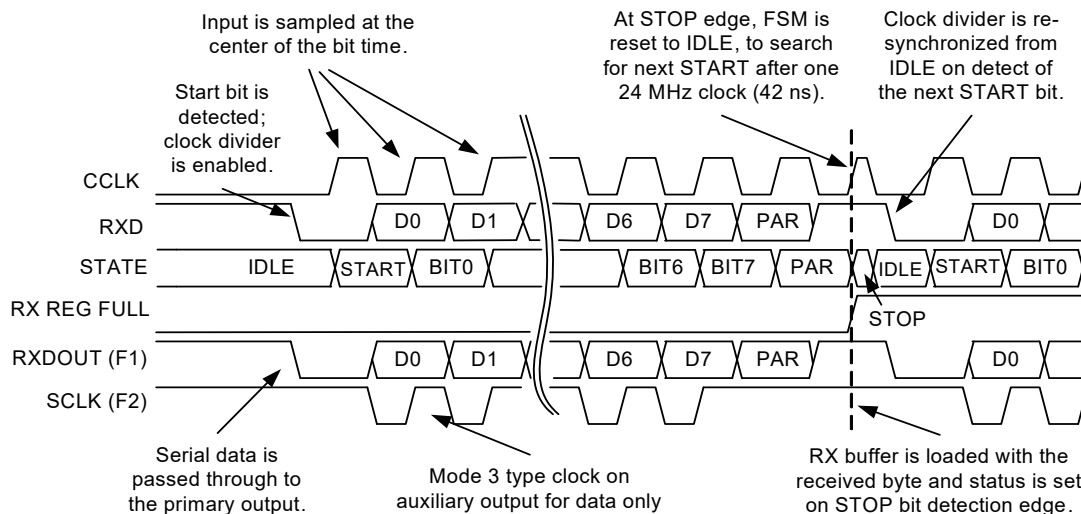 Input is sampled at the
center of the bit time.
At STOP edge, FSM is
reset to IDLE, to search
for next START after one
24 MHz clock (42 ns).
Clock divider is re-
synchronized from
IDLE on detect of
the next START bit.
Start bit is
detected;
clock divider
is enabled.
CCLK
RXD D0 D1 D6 D7 PAR D0
STATE IDLE START BIT0 BIT6 BIT7 PAR IDLE START BIT0
RX REG FULL
STOP
RXDOUT (F1) D0 D1 D6 D7 PAR D0
SCLK (F2)
Serial data is
passed through to
the primary output.
Mode 3 type clock on
auxiliary output for data only
RX buffer is loaded with the
received byte and status is set
on STOP bit detection edge.